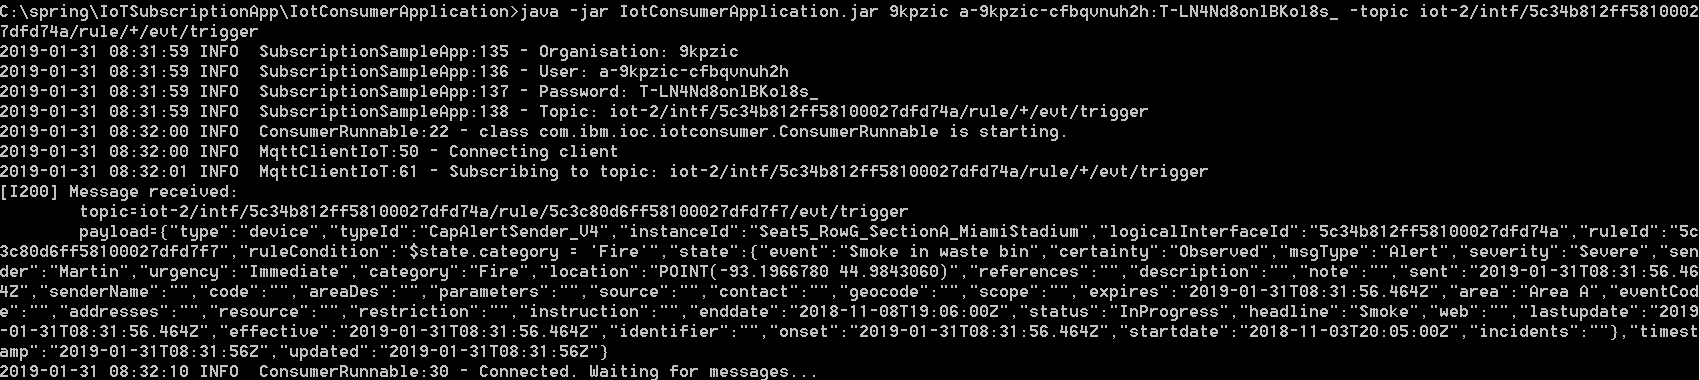 C:\spring\IoTSubscriptionApp\IotConsumerApplication>java -jar IotConsumerApplication.jar 9kpzic a-9kpzic-cfbqvnuh2h:T-LN4Nd8onlBKol8s_ -topic iot-2/intf/5c34b812ff5810002
7dfd74a/rule/+/evt/trigger
2019-01-31 08:31:59 INFO  SubscriptionSampleApp:135 - Organisation: 9kpzic
2019-01-31 08:31:59 INFO  SubscriptionSampleApp:136 - User: a-9kpzic-cfbqvnuh2h
2019-01-31 08:31:59 INFO  SubscriptionSampleApp:137 - Password: T-LN4Nd8onlBKol8s_
2019-01-31 08:31:59 INFO  SubscriptionSampleApp:138 - Topic: iot-2/intf/5c34b812ff58100027dfd74a/rule/+/evt/trigger
2019-01-31 08:32:00 INFO  ConsumerRunnable:22 - class com.ibm.ioc.iotconsumer.ConsumerRunnable is starting.
2019-01-31 08:32:00 INFO  MqttClientIoT:50 - Connecting client
2019-01-31 08:32:01 INFO  MqttClientIoT:61 - Subscribing to topic: iot-2/intf/5c34b812ff58100027dfd74a/rule/+/evt/trigger
[I200] Message received:
        topic=iot-2/intf/5c34b812ff58100027dfd74a/rule/5c3c80d6ff58100027dfd7f7/evt/trigger
        payload={"type":"device","typeId":"CapAlertSender_V4","instanceId":"Seat5_RowG_SectionA_MiamiStadium","logicalInterfaceId":"5c34b812ff58100027dfd74a","ruleId":"5c
3c80d6ff58100027dfd7f7","ruleCondition":"$state.category = 'Fire'","state":{"event":"Smoke in waste bin","certainty":"Observed","msgType":"Alert","severity":"Severe","sen
der":"Martin","urgency":"Immediate","category":"Fire","location":"POINT(-93.1966780 44.9843060)","references":"","description":"","note":"","sent":"2019-01-31T08:31:56.46
4Z","senderName":"","code":"","areaDes":"","parameters":"","source":"","contact":"","geocode":"","scope":"","expires":"2019-01-31T08:31:56.464Z","area":"Area A","eventCod
e":"","addresses":"","resource":"","restriction":"","instruction":"","enddate":"2018-11-08T19:06:00Z","status":"InProgress","headline":"Smoke","web":"","lastupdate":"2019
-01-31T08:31:56.464Z","effective":"2019-01-31T08:31:56.464Z","identifier":"","onset":"2019-01-31T08:31:56.464Z","startdate":"2018-11-03T20:05:00Z","incidents":""},"timest
amp":"2019-01-31T08:31:56Z","updated":"2019-01-31T08:31:56Z"}
2019-01-31 08:32:10 INFO  ConsumerRunnable:30 - Connected. Waiting for messages...